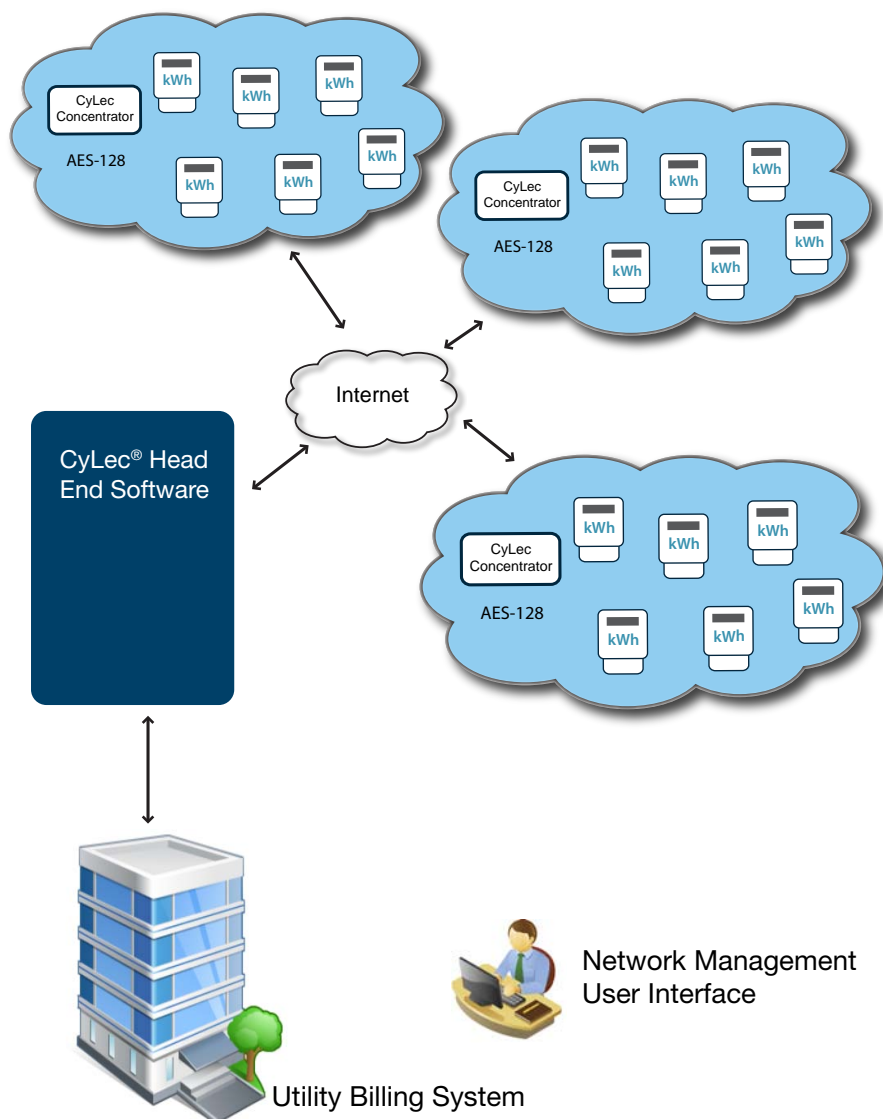 kWh
kWh
kWh
CyLec
Concentrator
AES-128
kWh
kWh
kWh
kWh
kWh
kWh
CyLec
Concentrator
AES-128
kWh
kWh
kWh
Internet
CyLec® Head
End Software
kWh
kWh
kWh
CyLec
Concentrator
AES-128
kWh
kWh
kWh
Network Management
User Interface
Utility Billing System